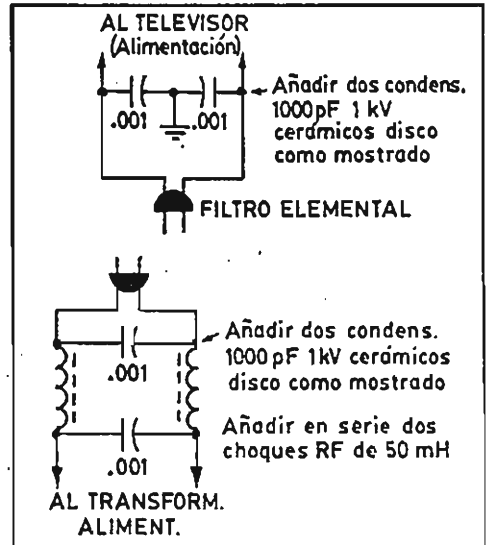 AL TELEVISOR
(Alimentación)
Añadir dos condens.
1000pF 1 kV
cerámicos disco
como mostrado
.001
.001
FILTRO ELEMENTAL
Añadir dos condens.
1000 pF 1kV cerámicos
disco como mostrado
.001
Añadir en serie dos
choques RF de 50 mH
.001
AL TRANSFORM.
ALIMENT.